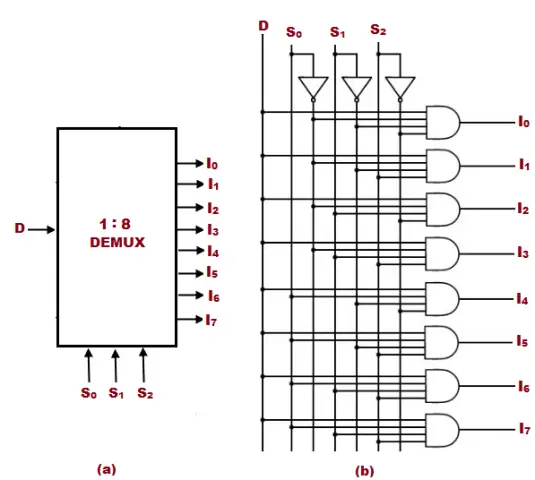 I0
I1
I2
D
1:8
DEMUX
I3
I4
I5
I6
I7
S0 S1 S2
(a)
D S0 S1 S2
I0
I1
I2
I3
I4
I5
I6
I7
(b)